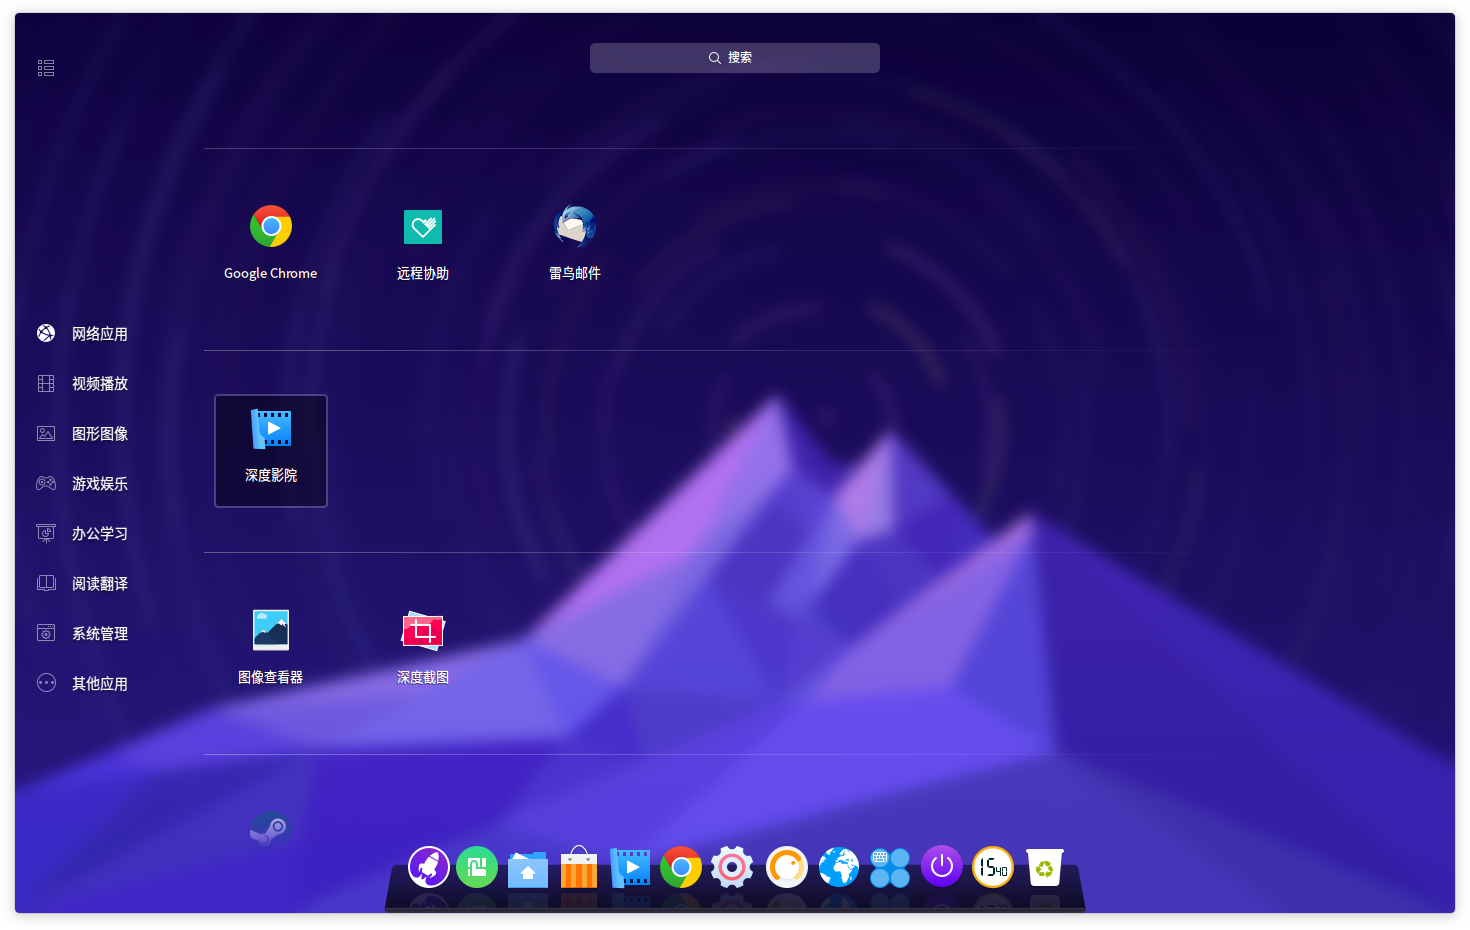 搜索
Google Chrome
远程协助
雷鸟邮件
网络应用
视频播放
图形图像
深度影院
游戏娱乐
办公学习
阅读翻译
系统管理
图像查看器
深度截图
其他应用
15 40